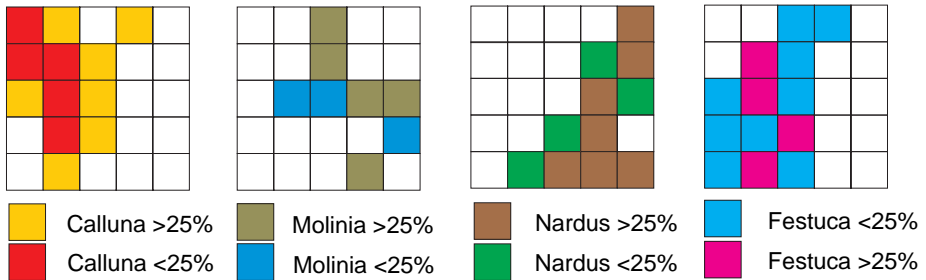 Calluna >25%
Calluna <25%
Molinia >25%
Molinia <25%
Nardus >25%
Nardus <25%
Festuca <25%
Festuca >25%